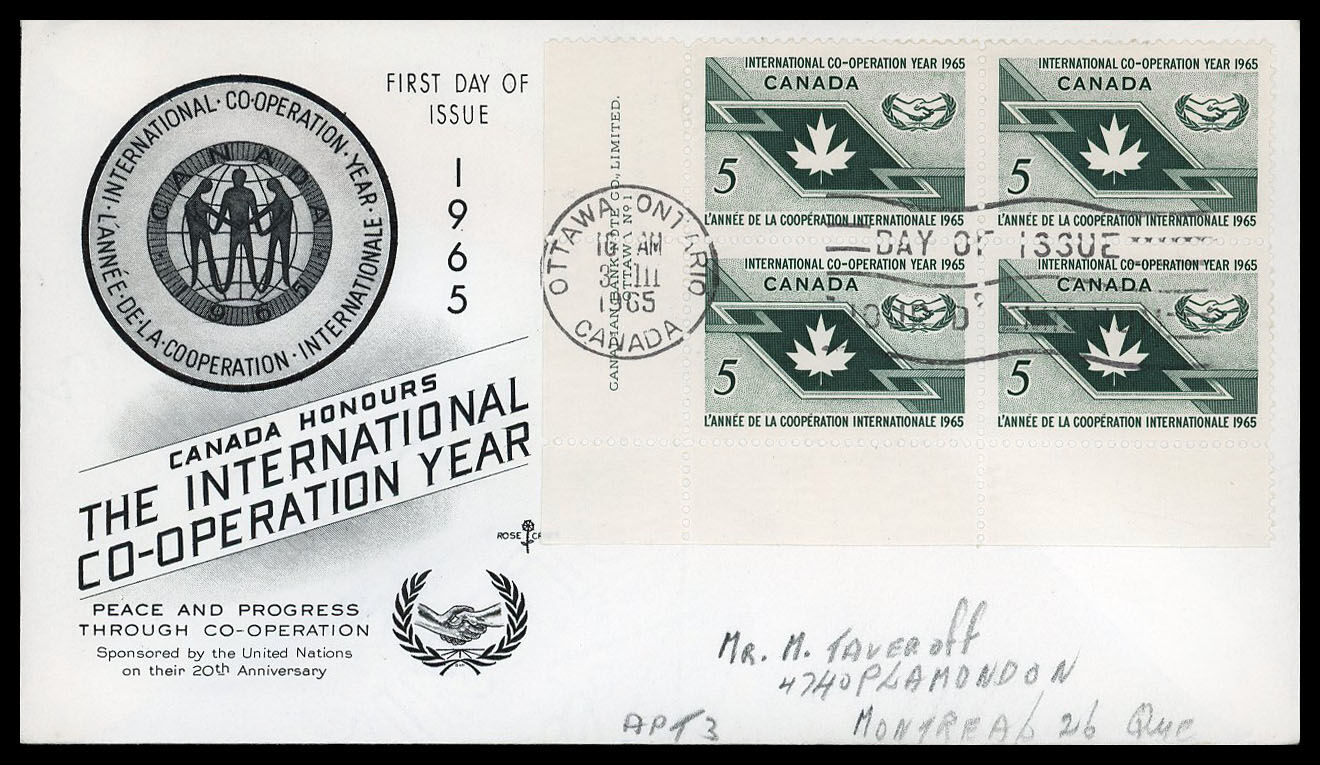 INTERNATIONAL · CO-OPERATION · YEAR ·
L'ANNÉE · DE · LA · COOPERATION · INTERNATIONALE
CANADA
1965
FIRST DAY OF
ISSUE
1
9
6
5
CANADA HONOURS
THE INTERNATIONAL
CO-OPERATION YEAR
ROSE
PEACE AND PROGRESS
THROUGH CO-OPERATION
Sponsored by the United Nations
on their 20th Anniversary
CANADIAN BANK NOTE CO., LIMITED.
OTTAWA No 1
INTERNATIONAL CO-OPERATION YEAR 1965
CANADA
5
L'ANNÉE DE LA COOPÉRATION INTERNATIONALE 1965
INTERNATIONAL CO-OPERATION YEAR 1965
CANADA
5
L'ANNÉE DE LA COOPÉRATION INTERNATIONALE 1965
OTTAWA ONTARIO
AM
III
1965
CANADA
DAY OF ISSUE
INTERNATIONAL CO-OPERATION YEAR 1965
CANADA
5
L'ANNÉE DE LA COOPÉRATION INTERNATIONALE 1965
INTERNATIONAL CO-OPERATION YEAR 1965
CANADA
5
L'ANNÉE DE LA COOPÉRATION INTERNATIONALE 1965
MR. M. TAVEROff
4740 PLAMONDON
APT 3
MONTREAL 26 Que